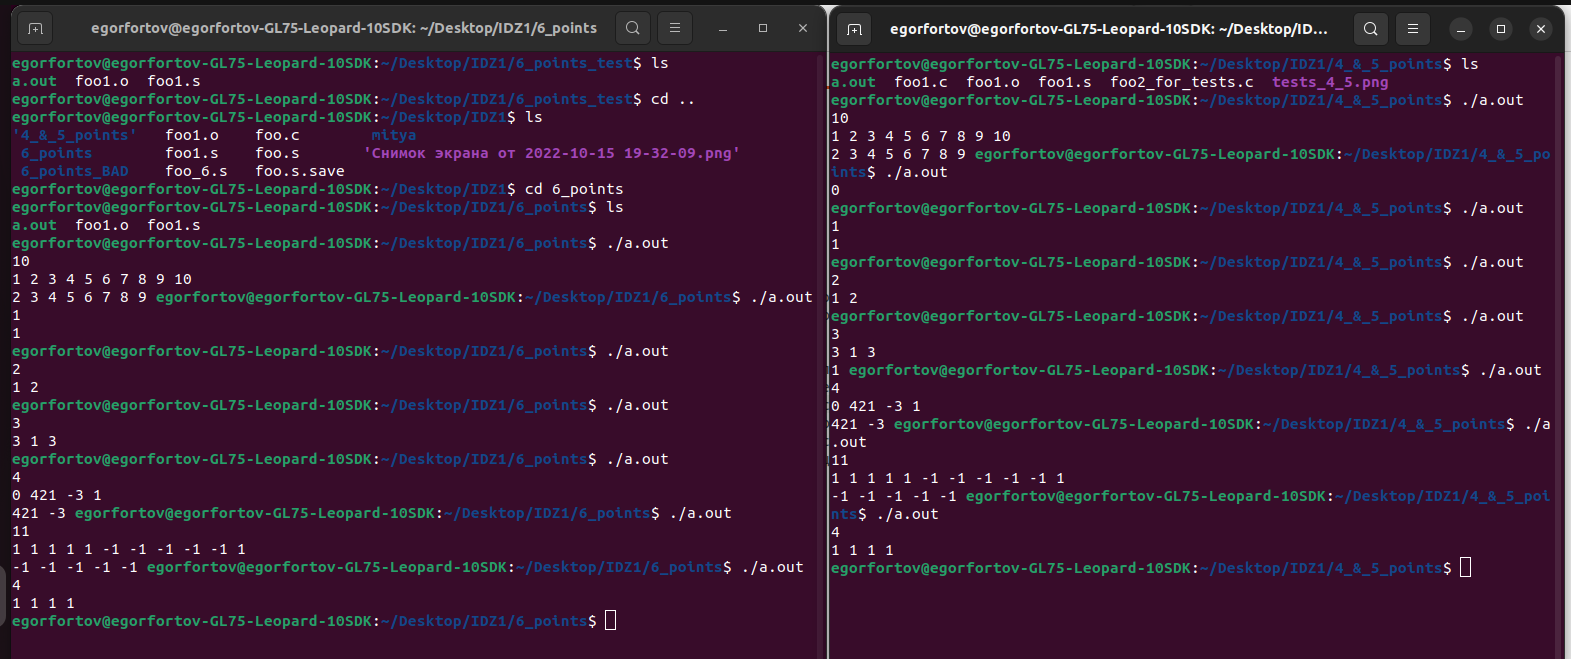 egorfortov@egorfortov-GL75-Leopard-10SDK: ~/Desktop/IDZ1/6_points
egorfortov@egorfortov-GL75-Leopard-10SDK:~/Desktop/IDZ1/6_points_test$ ls
a.out  foo1.o  foo1.s
egorfortov@egorfortov-GL75-Leopard-10SDK:~/Desktop/IDZ1/6_points_test$ cd ..
egorfortov@egorfortov-GL75-Leopard-10SDK:~/Desktop/IDZ1$ ls
'4_&_5_points'   foo1.o   foo.c        mitya
 6_points        foo1.s   foo.s       'Снимок экрана от 2022-10-15 19-32-09.png'
 6_points_BAD    foo_6.s  foo.s.save
egorfortov@egorfortov-GL75-Leopard-10SDK:~/Desktop/IDZ1$ cd 6_points
egorfortov@egorfortov-GL75-Leopard-10SDK:~/Desktop/IDZ1/6_points$ ls
a.out  foo1.o  foo1.s
egorfortov@egorfortov-GL75-Leopard-10SDK:~/Desktop/IDZ1/6_points$ ./a.out
10
1 2 3 4 5 6 7 8 9 10
2 3 4 5 6 7 8 9 egorfortov@egorfortov-GL75-Leopard-10SDK:~/Desktop/IDZ1/6_points$ ./a.out
1
1
egorfortov@egorfortov-GL75-Leopard-10SDK:~/Desktop/IDZ1/6_points$ ./a.out
2
1 2
egorfortov@egorfortov-GL75-Leopard-10SDK:~/Desktop/IDZ1/6_points$ ./a.out
3
3 1 3
egorfortov@egorfortov-GL75-Leopard-10SDK:~/Desktop/IDZ1/6_points$ ./a.out
4
0 421 -3 1
421 -3 egorfortov@egorfortov-GL75-Leopard-10SDK:~/Desktop/IDZ1/6_points$ ./a.out
11
1 1 1 1 1 -1 -1 -1 -1 -1 1
-1 -1 -1 -1 -1 egorfortov@egorfortov-GL75-Leopard-10SDK:~/Desktop/IDZ1/6_points$ ./a.out
4
1 1 1 1
egorfortov@egorfortov-GL75-Leopard-10SDK:~/Desktop/IDZ1/6_points$
egorfortov@egorfortov-GL75-Leopard-10SDK: ~/Desktop/ID...
egorfortov@egorfortov-GL75-Leopard-10SDK:~/Desktop/IDZ1/4_&_5_points$ ls
a.out  foo1.c  foo1.o  foo1.s  foo2_for_tests.c  tests_4_5.png
egorfortov@egorfortov-GL75-Leopard-10SDK:~/Desktop/IDZ1/4_&_5_points$ ./a.out
10
1 2 3 4 5 6 7 8 9 10
2 3 4 5 6 7 8 9 egorfortov@egorfortov-GL75-Leopard-10SDK:~/Desktop/IDZ1/4_&_5_po
ints$ ./a.out
0
egorfortov@egorfortov-GL75-Leopard-10SDK:~/Desktop/IDZ1/4_&_5_points$ ./a.out
1
1
egorfortov@egorfortov-GL75-Leopard-10SDK:~/Desktop/IDZ1/4_&_5_points$ ./a.out
2
1 2
egorfortov@egorfortov-GL75-Leopard-10SDK:~/Desktop/IDZ1/4_&_5_points$ ./a.out
3
3 1 3
1 egorfortov@egorfortov-GL75-Leopard-10SDK:~/Desktop/IDZ1/4_&_5_points$ ./a.out
4
0 421 -3 1
421 -3 egorfortov@egorfortov-GL75-Leopard-10SDK:~/Desktop/IDZ1/4_&_5_points$ ./a
.out
11
1 1 1 1 1 -1 -1 -1 -1 -1 1
-1 -1 -1 -1 -1 egorfortov@egorfortov-GL75-Leopard-10SDK:~/Desktop/IDZ1/4_&_5_poi
nts$ ./a.out
4
1 1 1 1
egorfortov@egorfortov-GL75-Leopard-10SDK:~/Desktop/IDZ1/4_&_5_points$